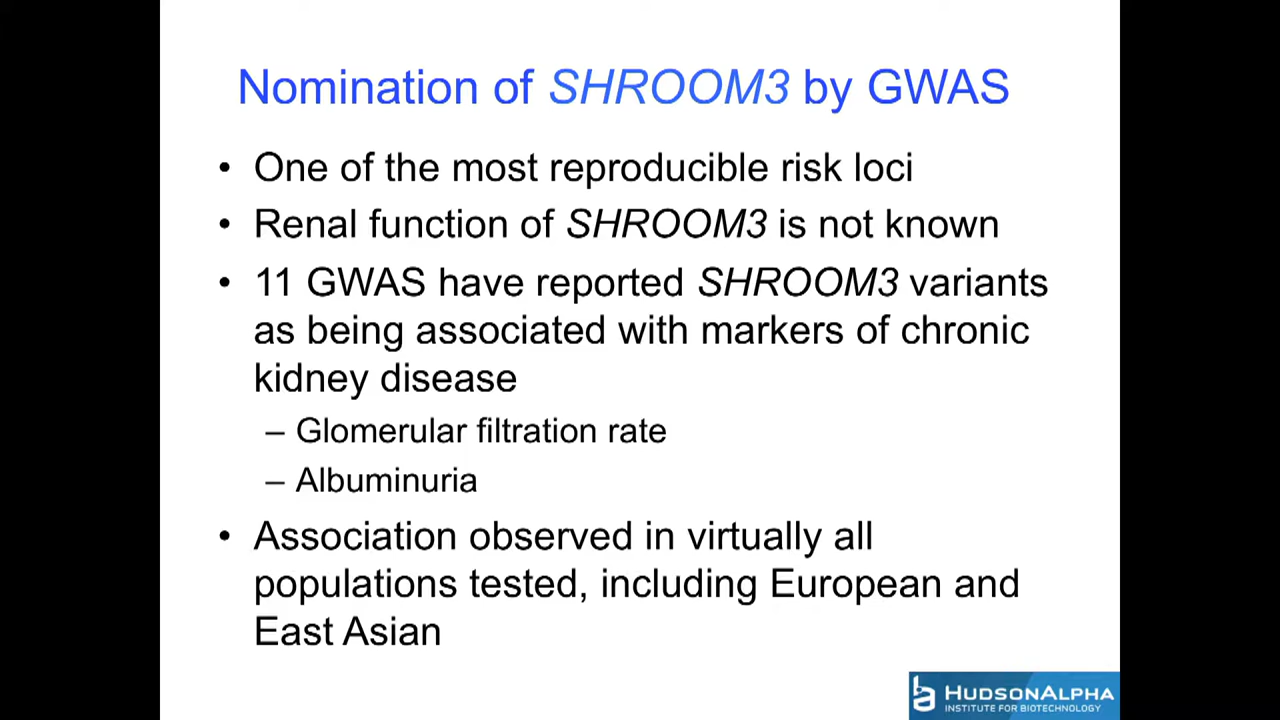 Nomination of SHROOM3 by GWAS
• One of the most reproducible risk loci
• Renal function of SHROOM3 is not known
• 11 GWAS have reported SHROOM3 variants
as being associated with markers of chronic
kidney disease
– Glomerular filtration rate
– Albuminuria
• Association observed in virtually all
populations tested, including European and
East Asian
HUDSONALPHA
INSTITUTE FOR BIOTECHNOLOGY